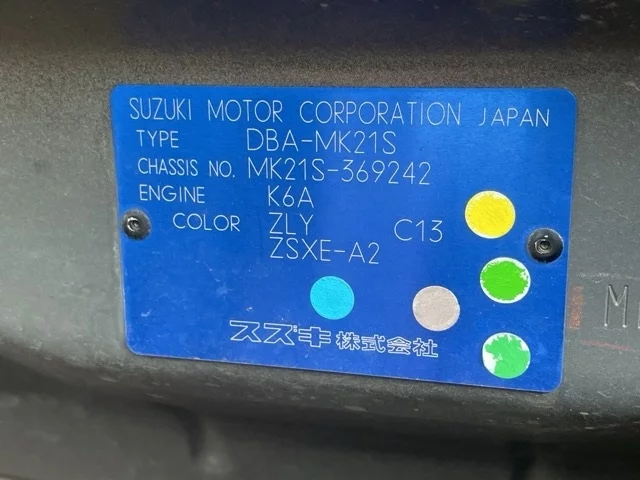 SUZUKI MOTOR CORPORATION JAPAN
TYPE DBA-MK21S
CHASSIS NO. MK21S-369242
ENGINE K6A
COLOR ZLY C13
ZSXE-A2
スズキ株式会社
M